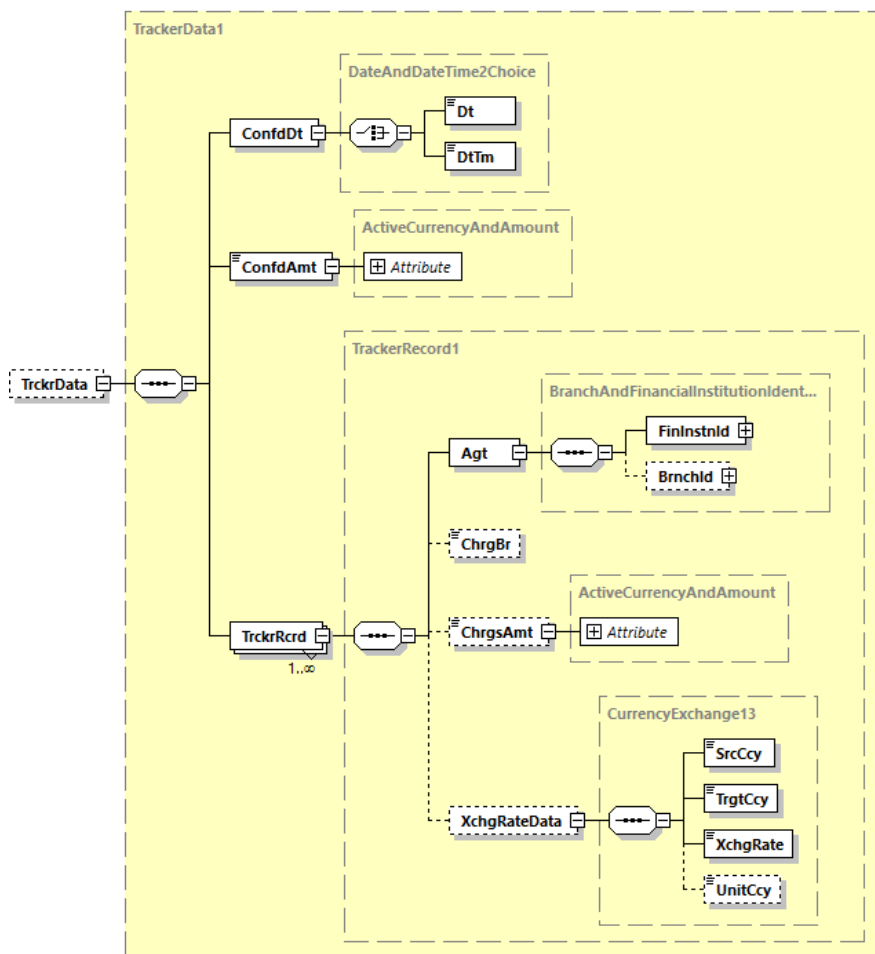 TrackerData1
DateAndDateTime2Choice
Dt
ConfdDt
DtTm
ActiveCurrencyAndAmount
ConfdAmt
Attribute
TrackerRecord1
TrckrData
BranchAndFinancialInstitutionIdent...
FinInstnId
Agt
BrnchId
ChrgBr
ActiveCurrencyAndAmount
TrckrRcrd
ChrgsAmt
Attribute
1..∞
CurrencyExchange13
SrcCcy
TrgtCcy
XchgRateData
XchgRate
UnitCcy